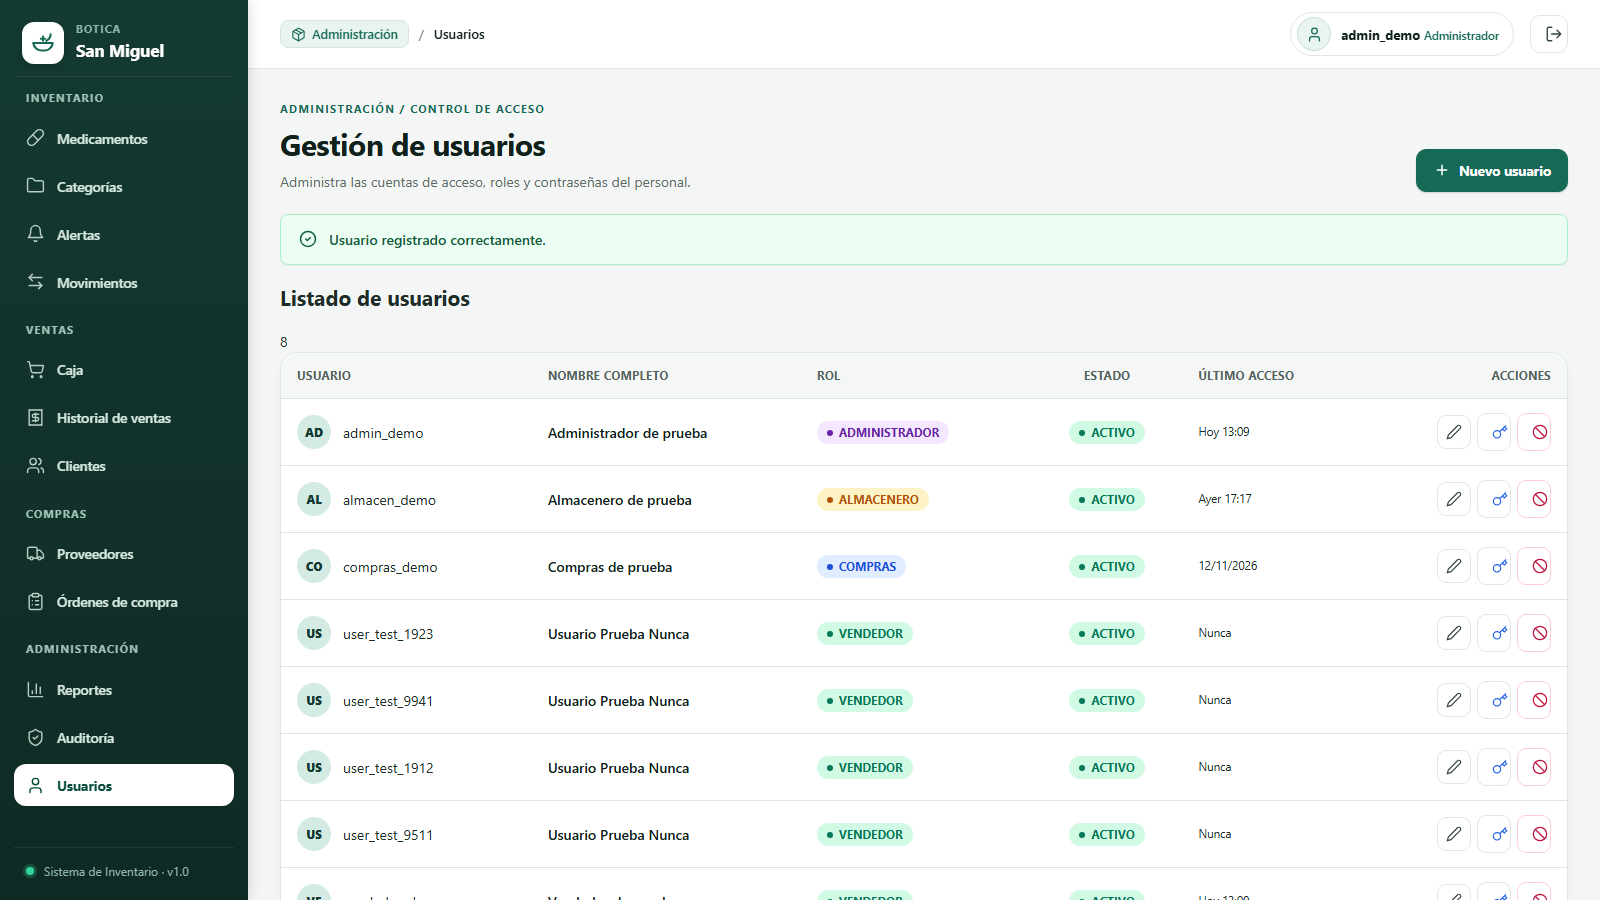 BOTICA
San Miguel
INVENTARIO
Medicamentos
Categorías
Alertas
Movimientos
VENTAS
Caja
Historial de ventas
Clientes
COMPRAS
Proveedores
Órdenes de compra
ADMINISTRACIÓN
Reportes
Auditoría
Usuarios
Sistema de Inventario · v1.0
Administración / Usuarios
admin_demo Administrador
ADMINISTRACIÓN / CONTROL DE ACCESO
Gestión de usuarios
Administra las cuentas de acceso, roles y contraseñas del personal.
+ Nuevo usuario
Usuario registrado correctamente.
Listado de usuarios
8
USUARIO NOMBRE COMPLETO ROL ESTADO ÚLTIMO ACCESO ACCIONES
AD admin_demo Administrador de prueba ADMINISTRADOR ACTIVO Hoy 13:09
AL almacen_demo Almacenero de prueba ALMACENERO ACTIVO Ayer 17:17
CO compras_demo Compras de prueba COMPRAS ACTIVO 12/11/2026
US user_test_1923 Usuario Prueba Nunca VENDEDOR ACTIVO Nunca
US user_test_9941 Usuario Prueba Nunca VENDEDOR ACTIVO Nunca
US user_test_1912 Usuario Prueba Nunca VENDEDOR ACTIVO Nunca
US user_test_9511 Usuario Prueba Nunca VENDEDOR ACTIVO Nunca
VENDEDOR ACTIVO Hoy 13:09